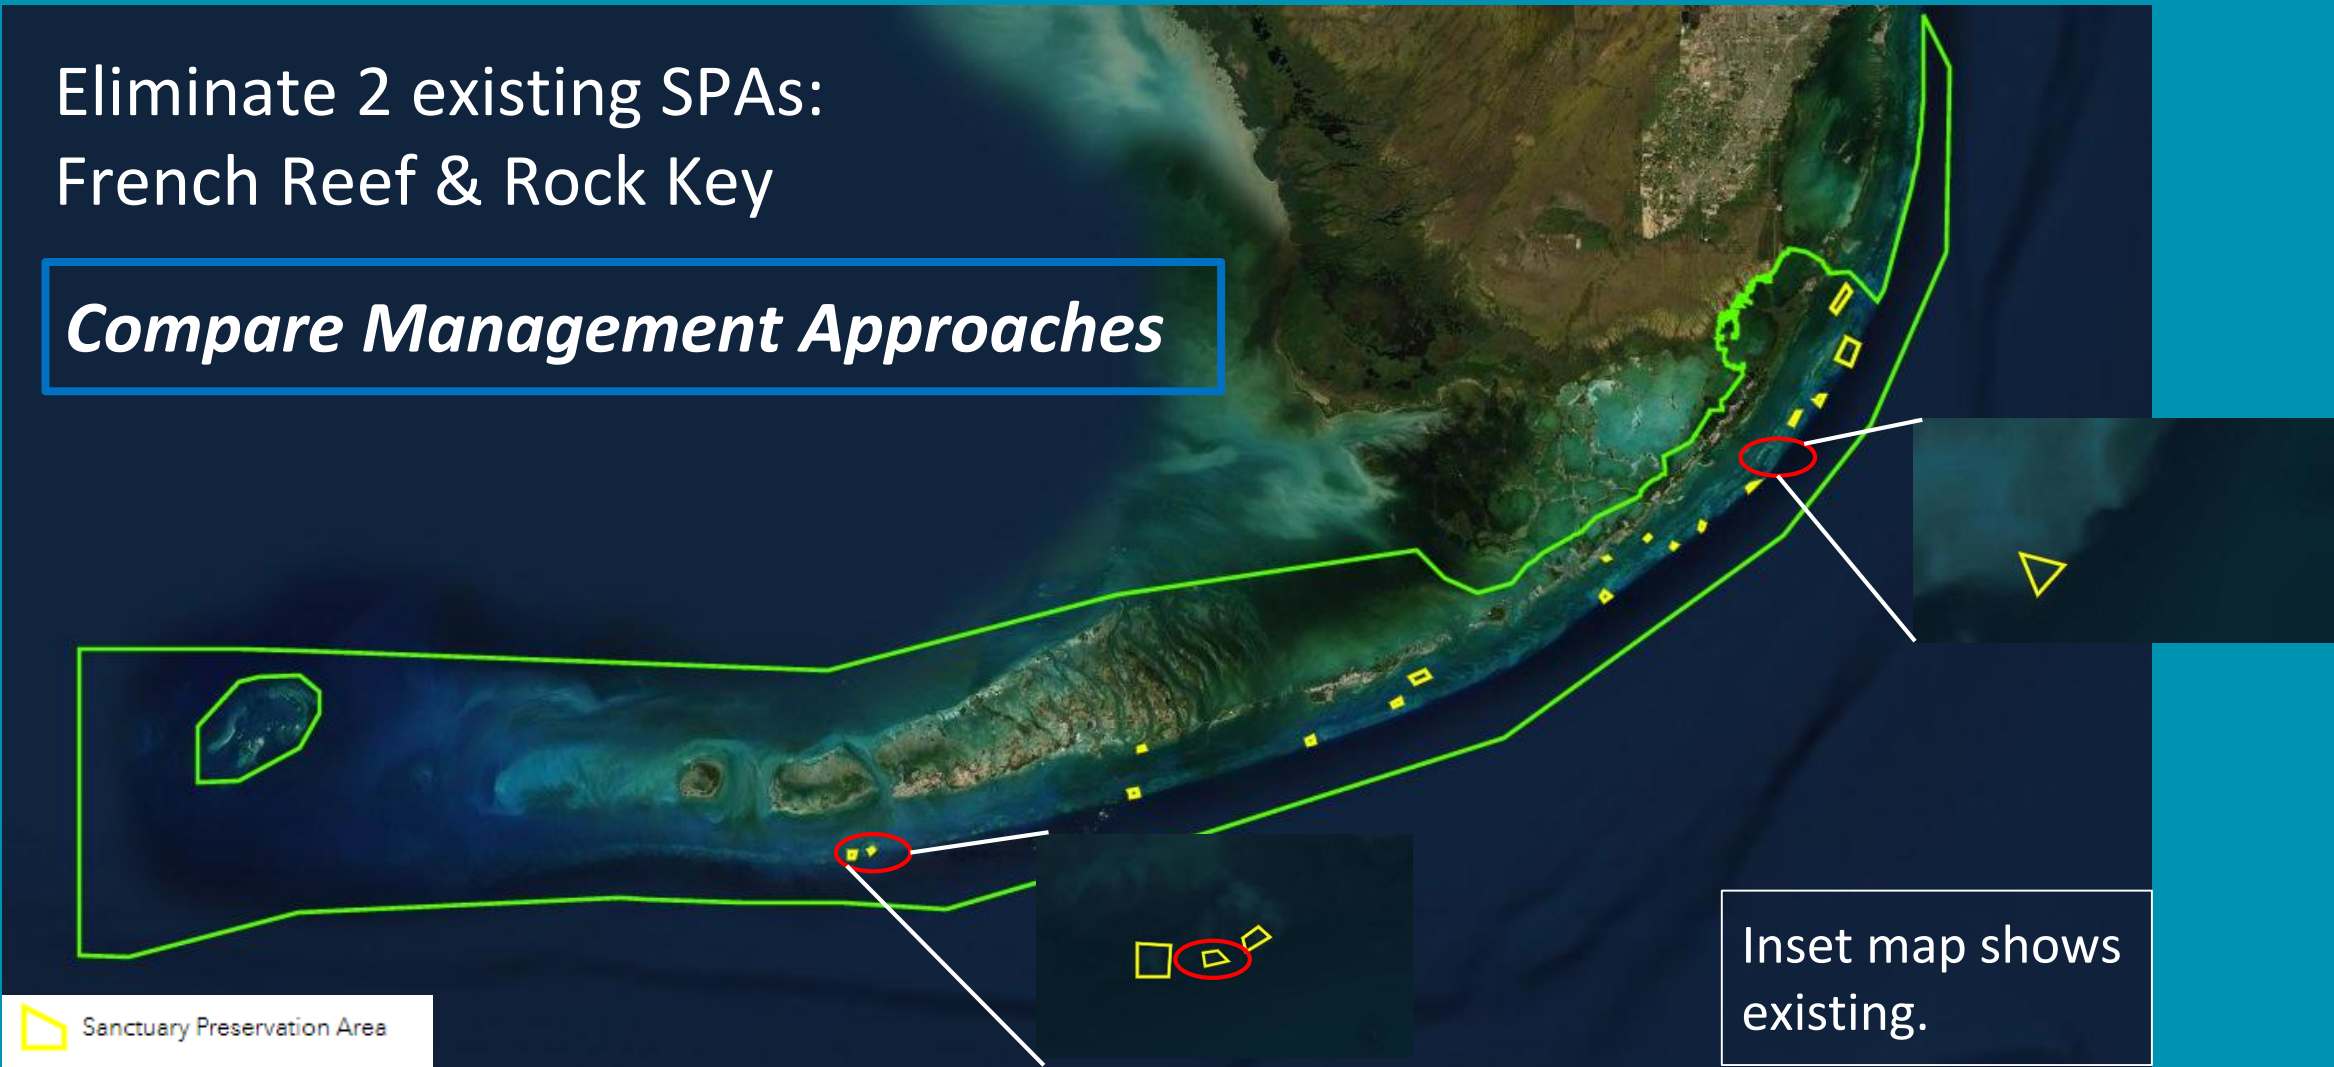 Eliminate 2 existing SPAs:
French Reef & Rock Key
Compare Management Approaches
Inset map shows
existing.
Sanctuary Preservation Area